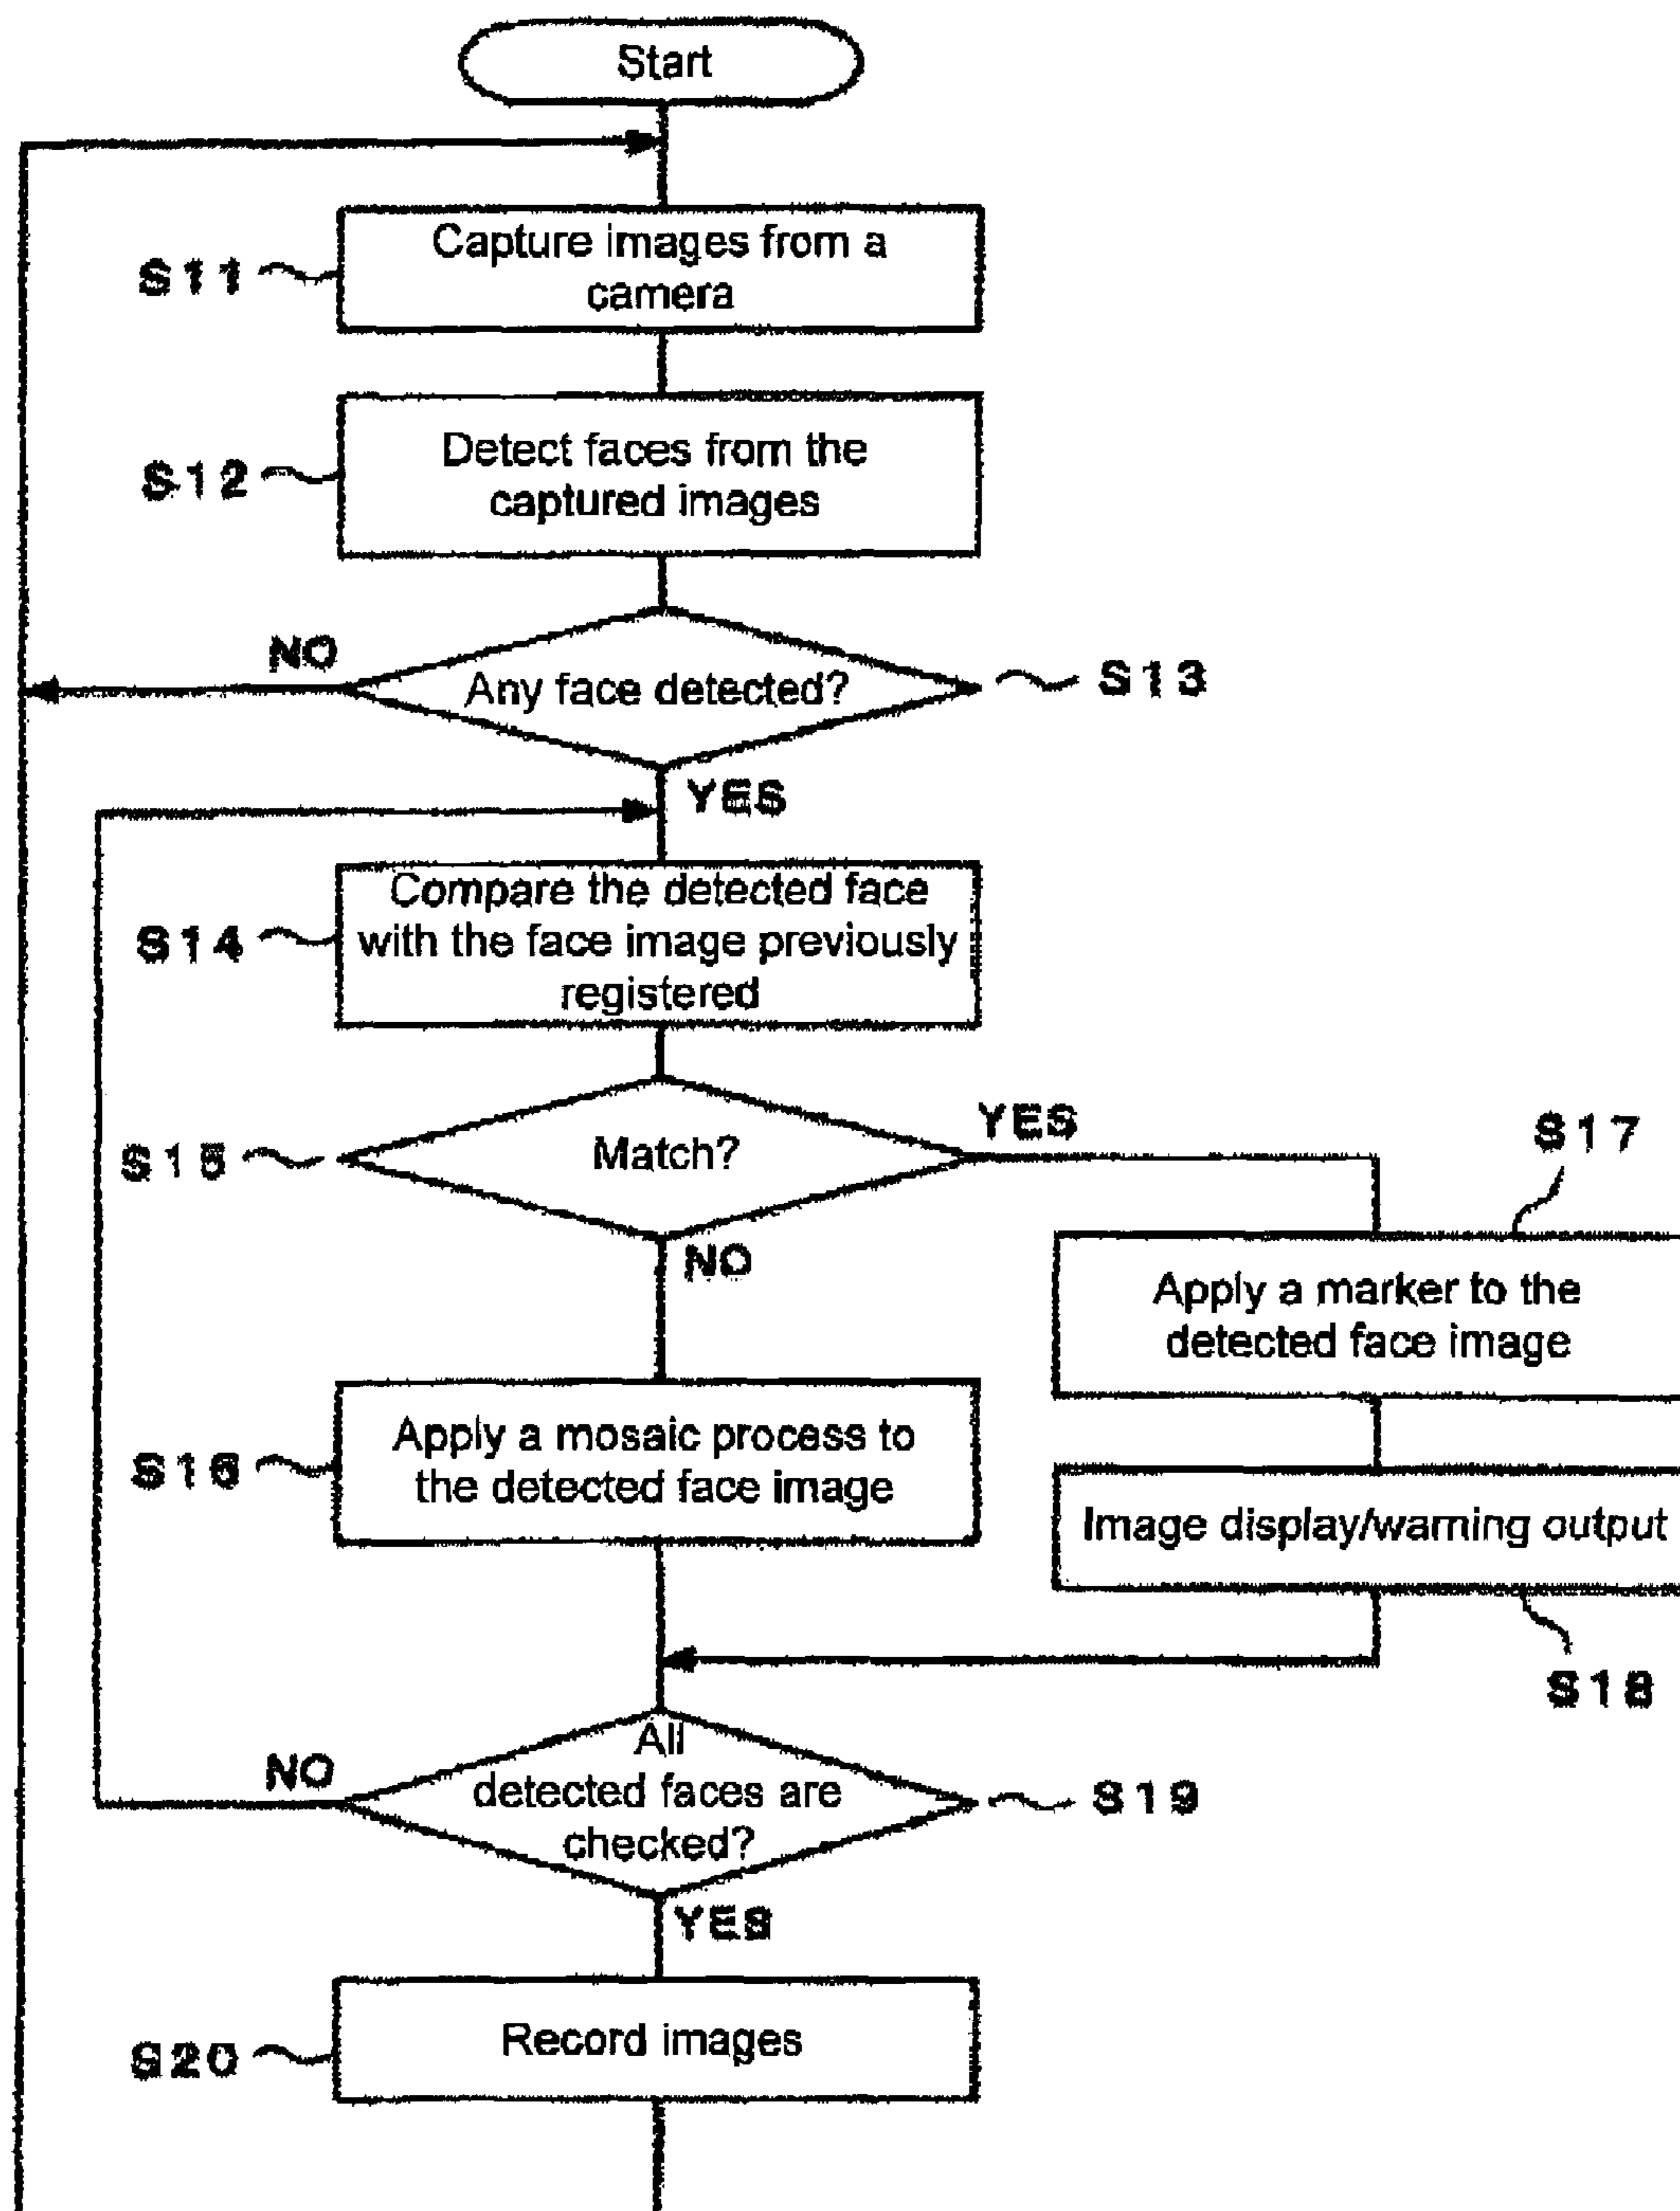 Start
S11
Capture images from a
camera
S12
Detect faces from the
captured images
NO
Any face detected?
S13
YES
S14
Compare the detected face
with the face image previously
registered
S15
Match?
YES
NO
S17
Apply a marker to the
detected face image
S16
Apply a mosaic process to
the detected face image
Image display/warning output
S18
NO
All
detected faces are
checked?
S19
YES
S20
Record images